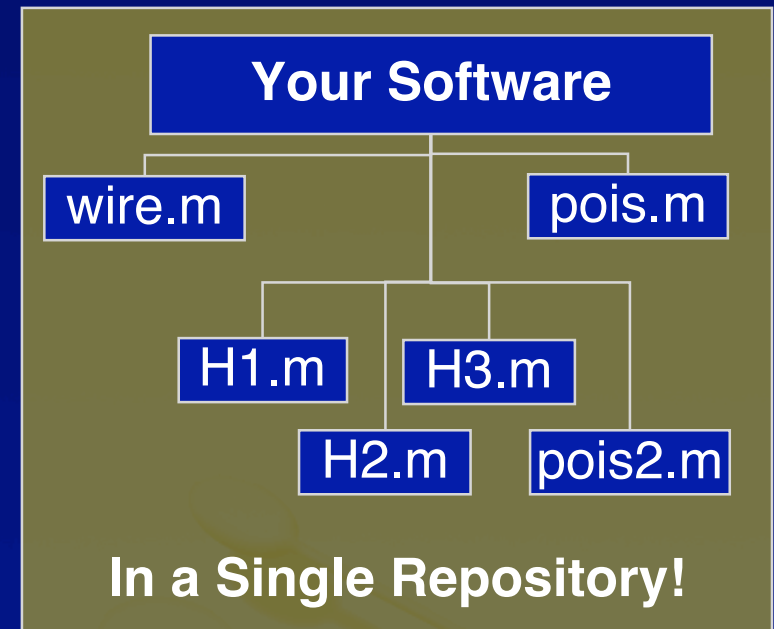 Your Software
wire.m
pois.m
H1.m
H3.m
H2.m
pois2.m
In a Single Repository!